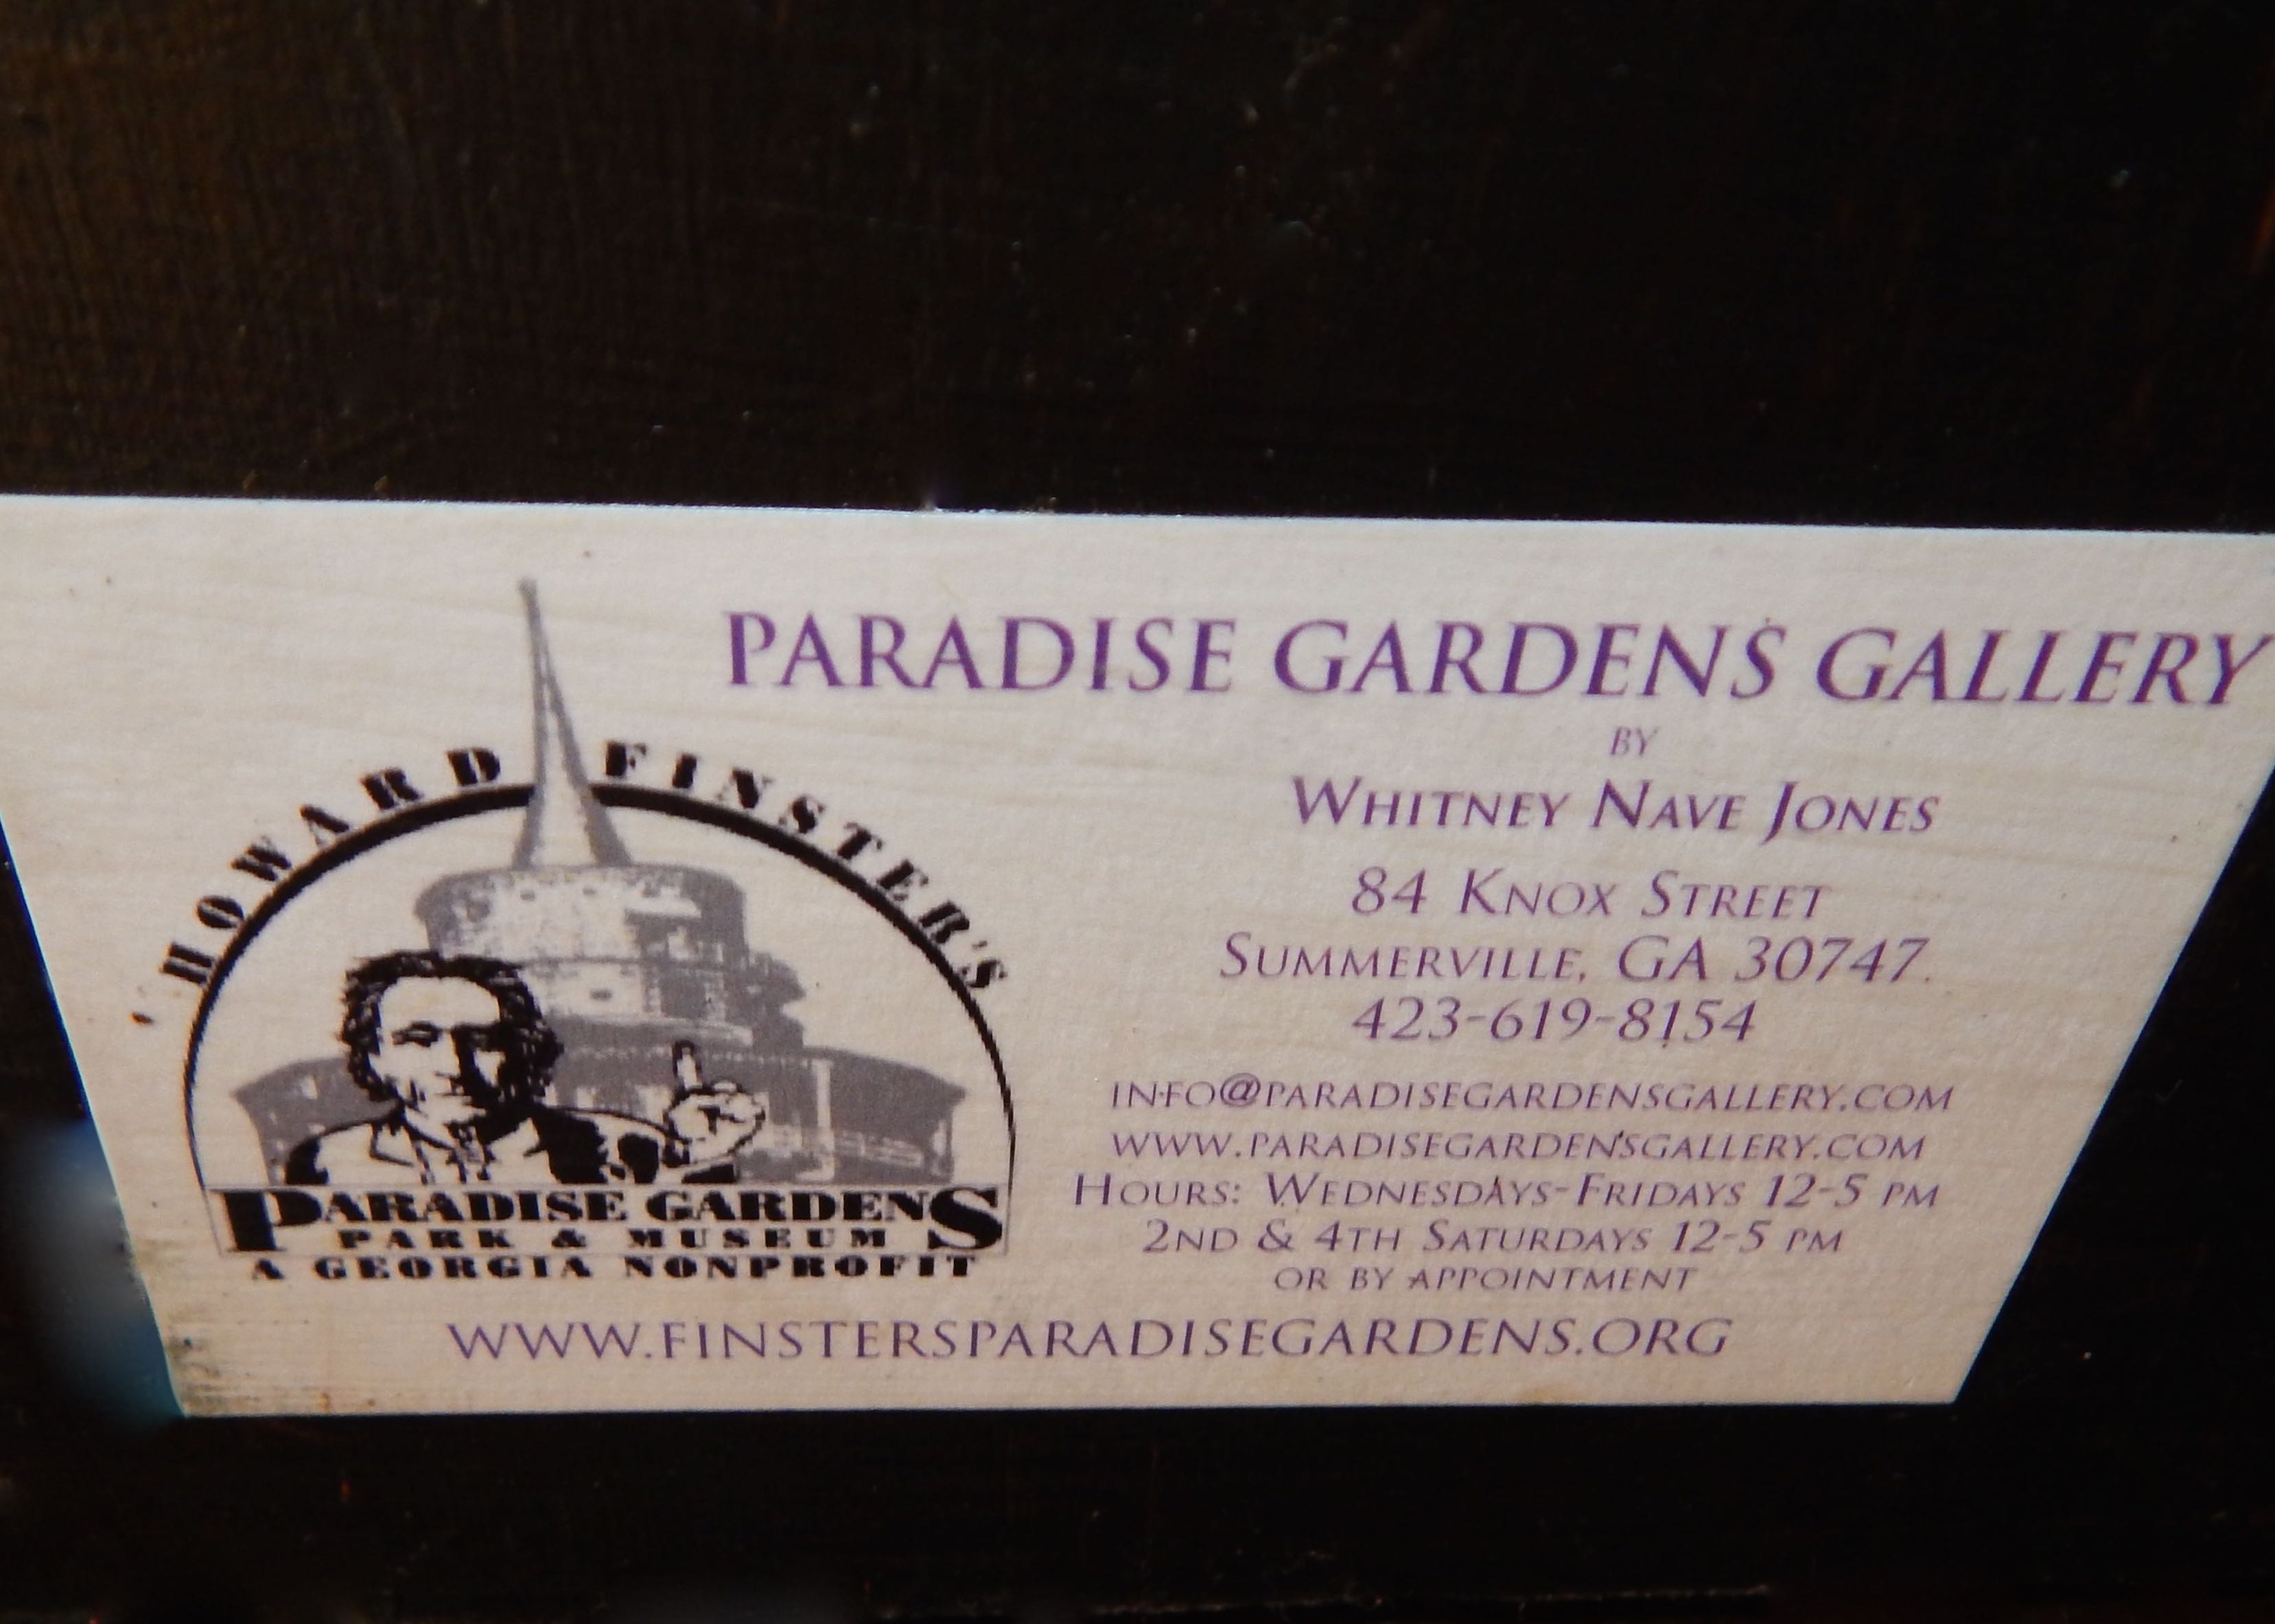 HOWARD FINSTER'S
PARADISE GARDENS
PARK & MUSEUM
A GEORGIA NONPROFIT
PARADISE GARDENS GALLERY
BY
WHITNEY NAVE JONES
84 KNOX STREET
SUMMERVILLE, GA 30747
423-619-8154
INFO@PARADISEGARDENSGALLERY.COM
WWW.PARADISEGARDENSGALLERY.COM
HOURS: WEDNESDAYS-FRIDAYS 12-5 PM
2ND & 4TH SATURDAYS 12-5 PM
OR BY APPOINTMENT
WWW.FINSTERSPARADISEGARDENS.ORG